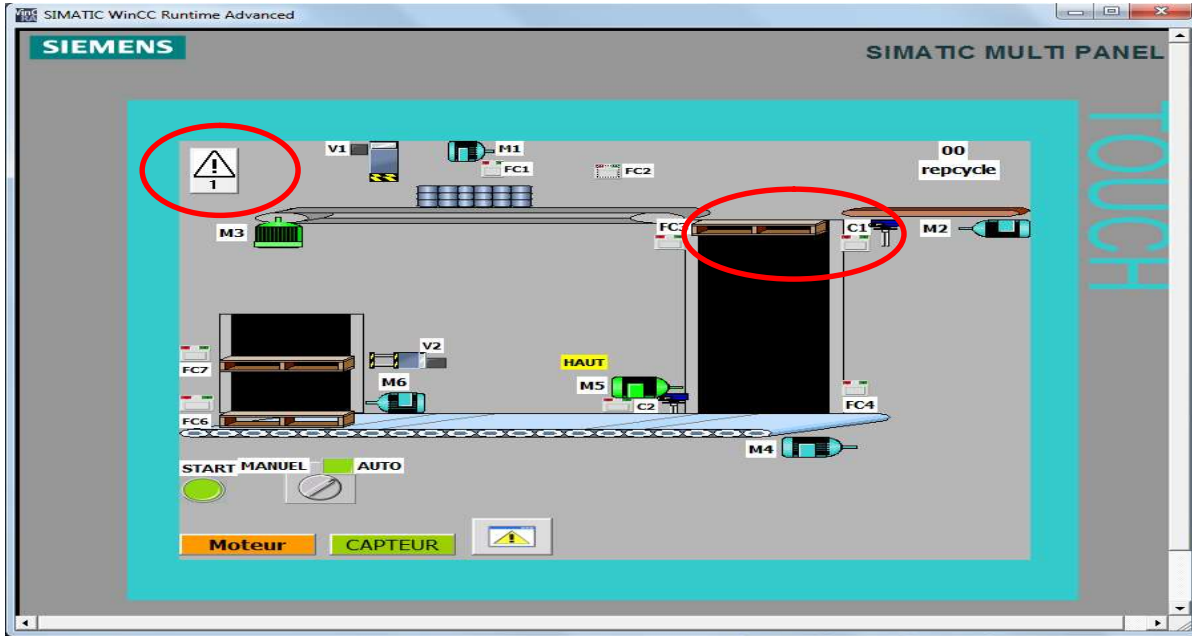 SIMATIC WinCC Runtime Advanced
SIEMENS
SIMATIC MULTI PANEL
TOUCH
1
V1
M1
FC1
FC2
00
repcycle
M3
C1
M2
FC7
V2
M6
HAUT
M5
C2
FC4
FC6
M4
START
MANUEL
AUTO
Moteur
CAPTEUR